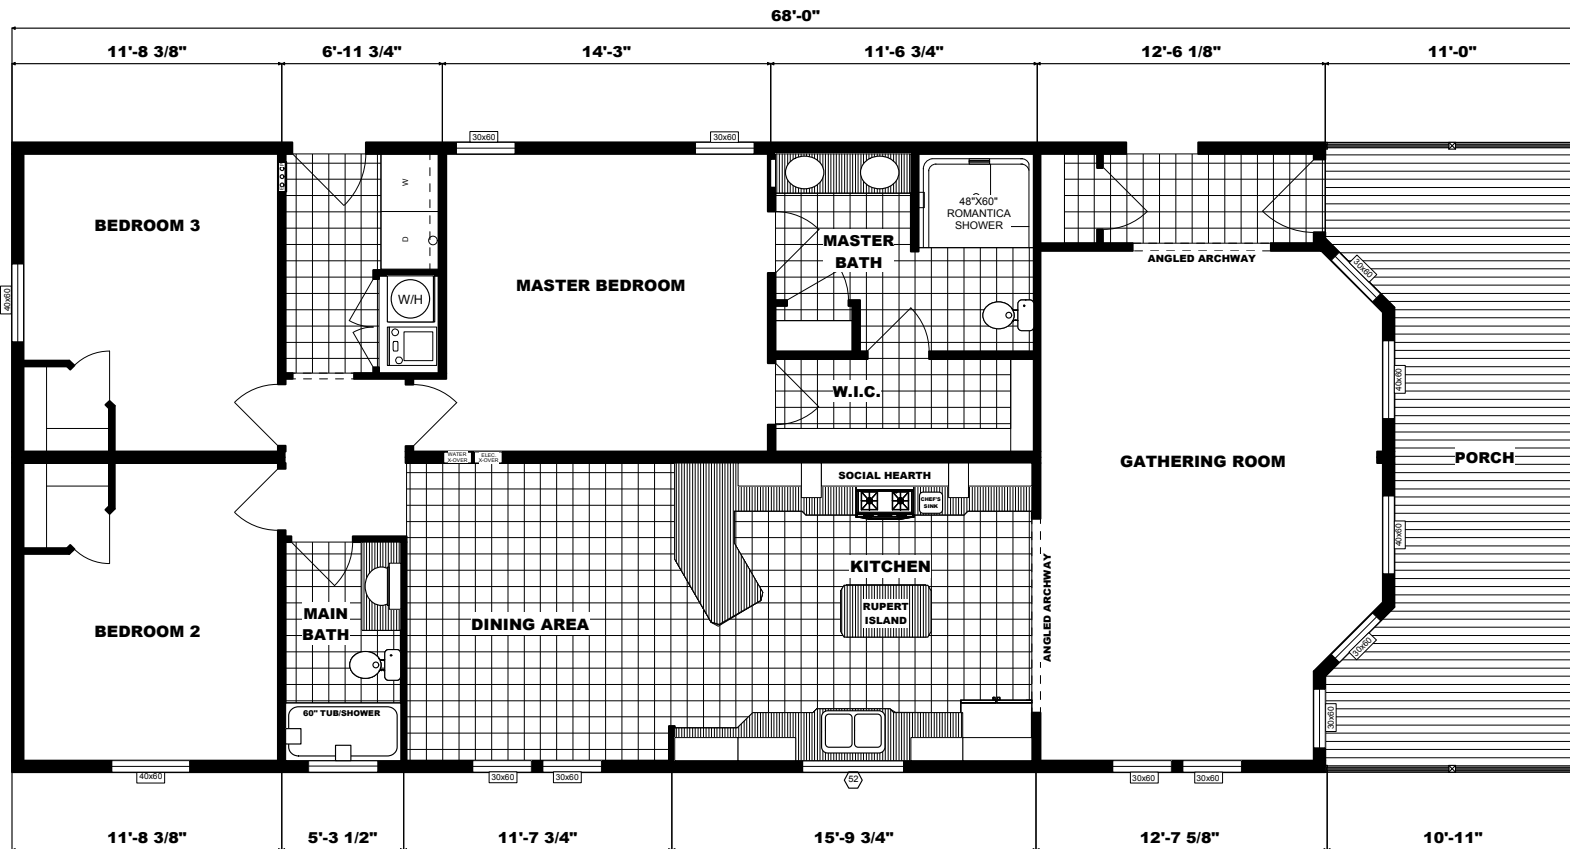 68'-0"
11'-8 3/8"
6'-11 3/4"
14'-3"
11'-6 3/4"
12'-6 1/8"
11'-0"
30x60
30x60
W
D
W/H
BEDROOM 3
40x60
MASTER BEDROOM
MASTER
BATH
48"X60"
ROMANTICA
SHOWER
ANGLED ARCHWAY
30x60
40x60
W.I.C.
WATER
X-OVER
ELEC.
X-OVER
SOCIAL HEARTH
CHEF'S
SINK
GATHERING ROOM
PORCH
40x60
KITCHEN
RUPERT
ISLAND
ANGLED ARCHWAY
DINING AREA
MAIN
BATH
BEDROOM 2
30x60
60" TUB/SHOWER
30x60
40x60
30x60
30x60
52
30x60
30x60
11'-8 3/8"
5'-3 1/2"
11'-7 3/4"
15'-9 3/4"
12'-7 5/8"
10'-11"